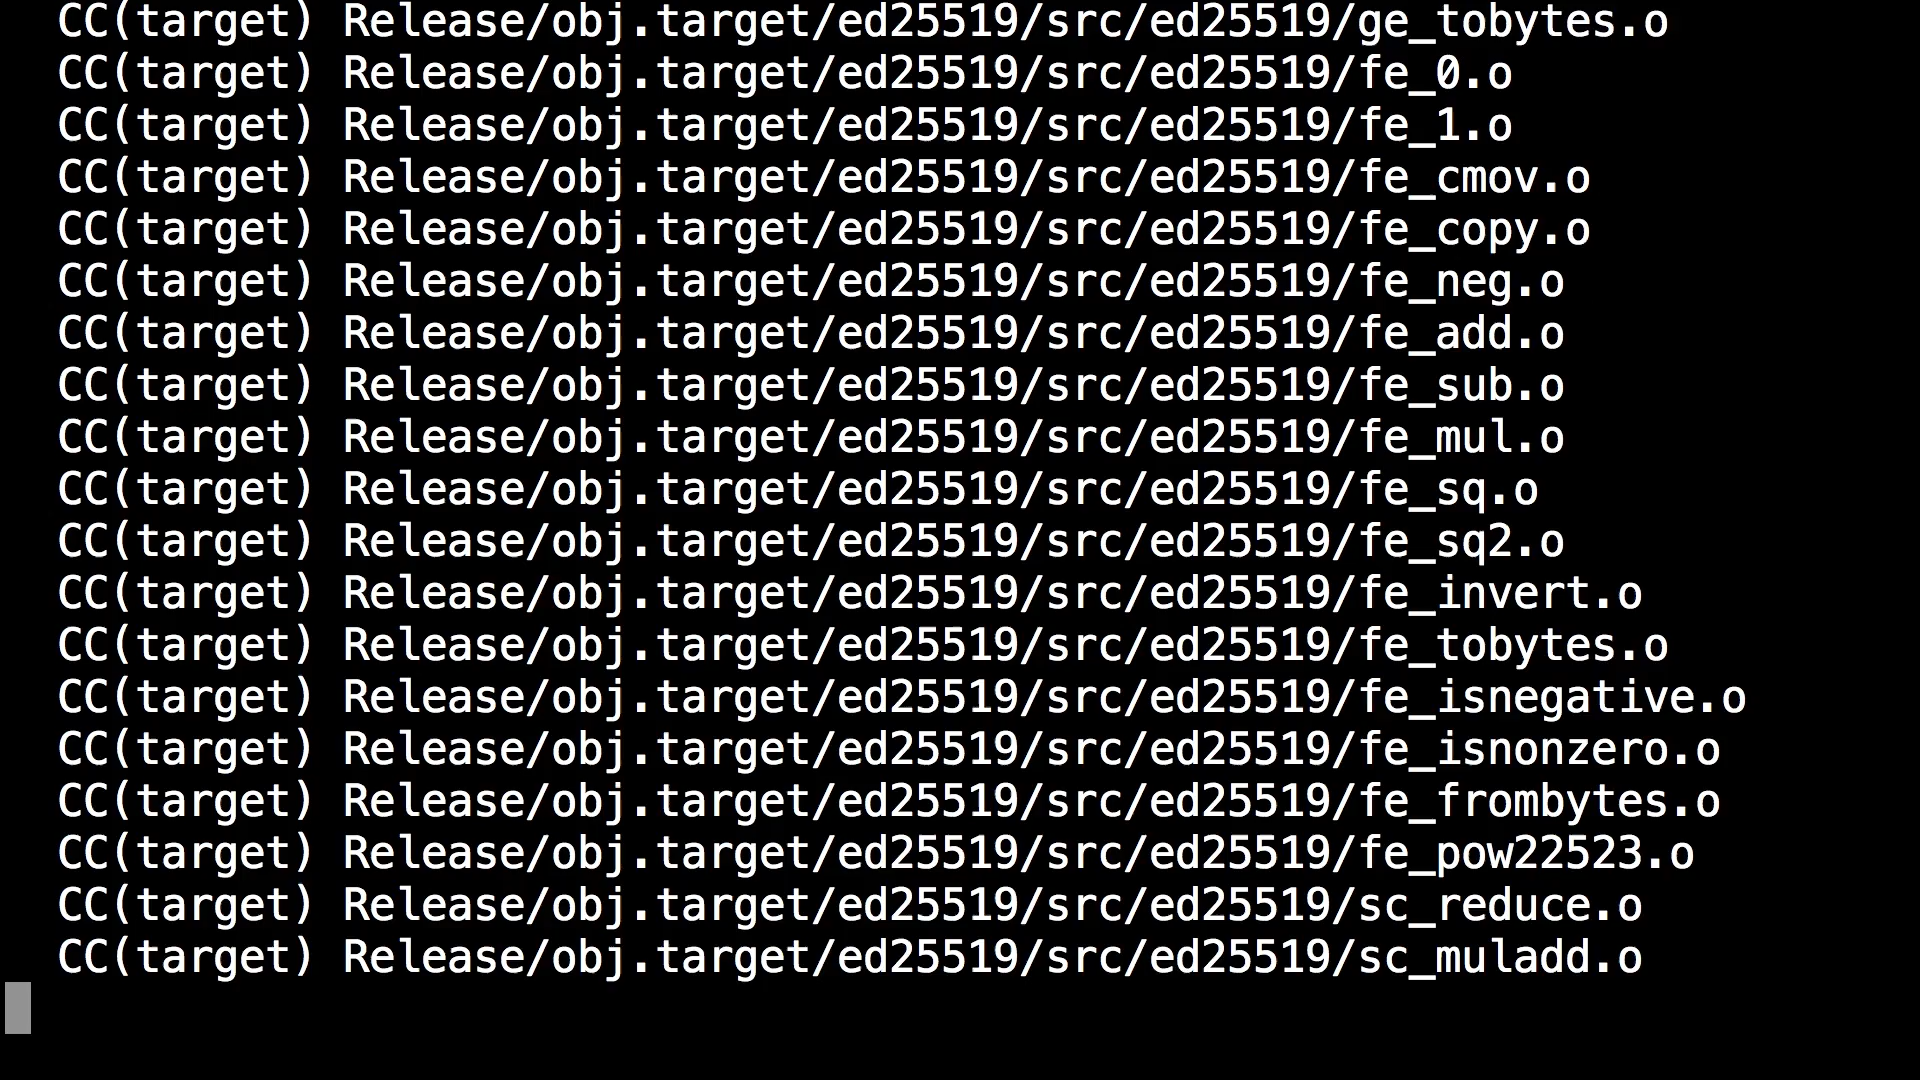 CC(target) Release/obj.target/ed25519/src/ed25519/ge_tobytes.o
CC(target) Release/obj.target/ed25519/src/ed25519/fe_0.o
CC(target) Release/obj.target/ed25519/src/ed25519/fe_1.o
CC(target) Release/obj.target/ed25519/src/ed25519/fe_cmov.o
CC(target) Release/obj.target/ed25519/src/ed25519/fe_copy.o
CC(target) Release/obj.target/ed25519/src/ed25519/fe_neg.o
CC(target) Release/obj.target/ed25519/src/ed25519/fe_add.o
CC(target) Release/obj.target/ed25519/src/ed25519/fe_sub.o
CC(target) Release/obj.target/ed25519/src/ed25519/fe_mul.o
CC(target) Release/obj.target/ed25519/src/ed25519/fe_sq.o
CC(target) Release/obj.target/ed25519/src/ed25519/fe_sq2.o
CC(target) Release/obj.target/ed25519/src/ed25519/fe_invert.o
CC(target) Release/obj.target/ed25519/src/ed25519/fe_tobytes.o
CC(target) Release/obj.target/ed25519/src/ed25519/fe_isnegative.o
CC(target) Release/obj.target/ed25519/src/ed25519/fe_isnonzero.o
CC(target) Release/obj.target/ed25519/src/ed25519/fe_frombytes.o
CC(target) Release/obj.target/ed25519/src/ed25519/fe_pow22523.o
CC(target) Release/obj.target/ed25519/src/ed25519/sc_reduce.o
CC(target) Release/obj.target/ed25519/src/ed25519/sc_muladd.o